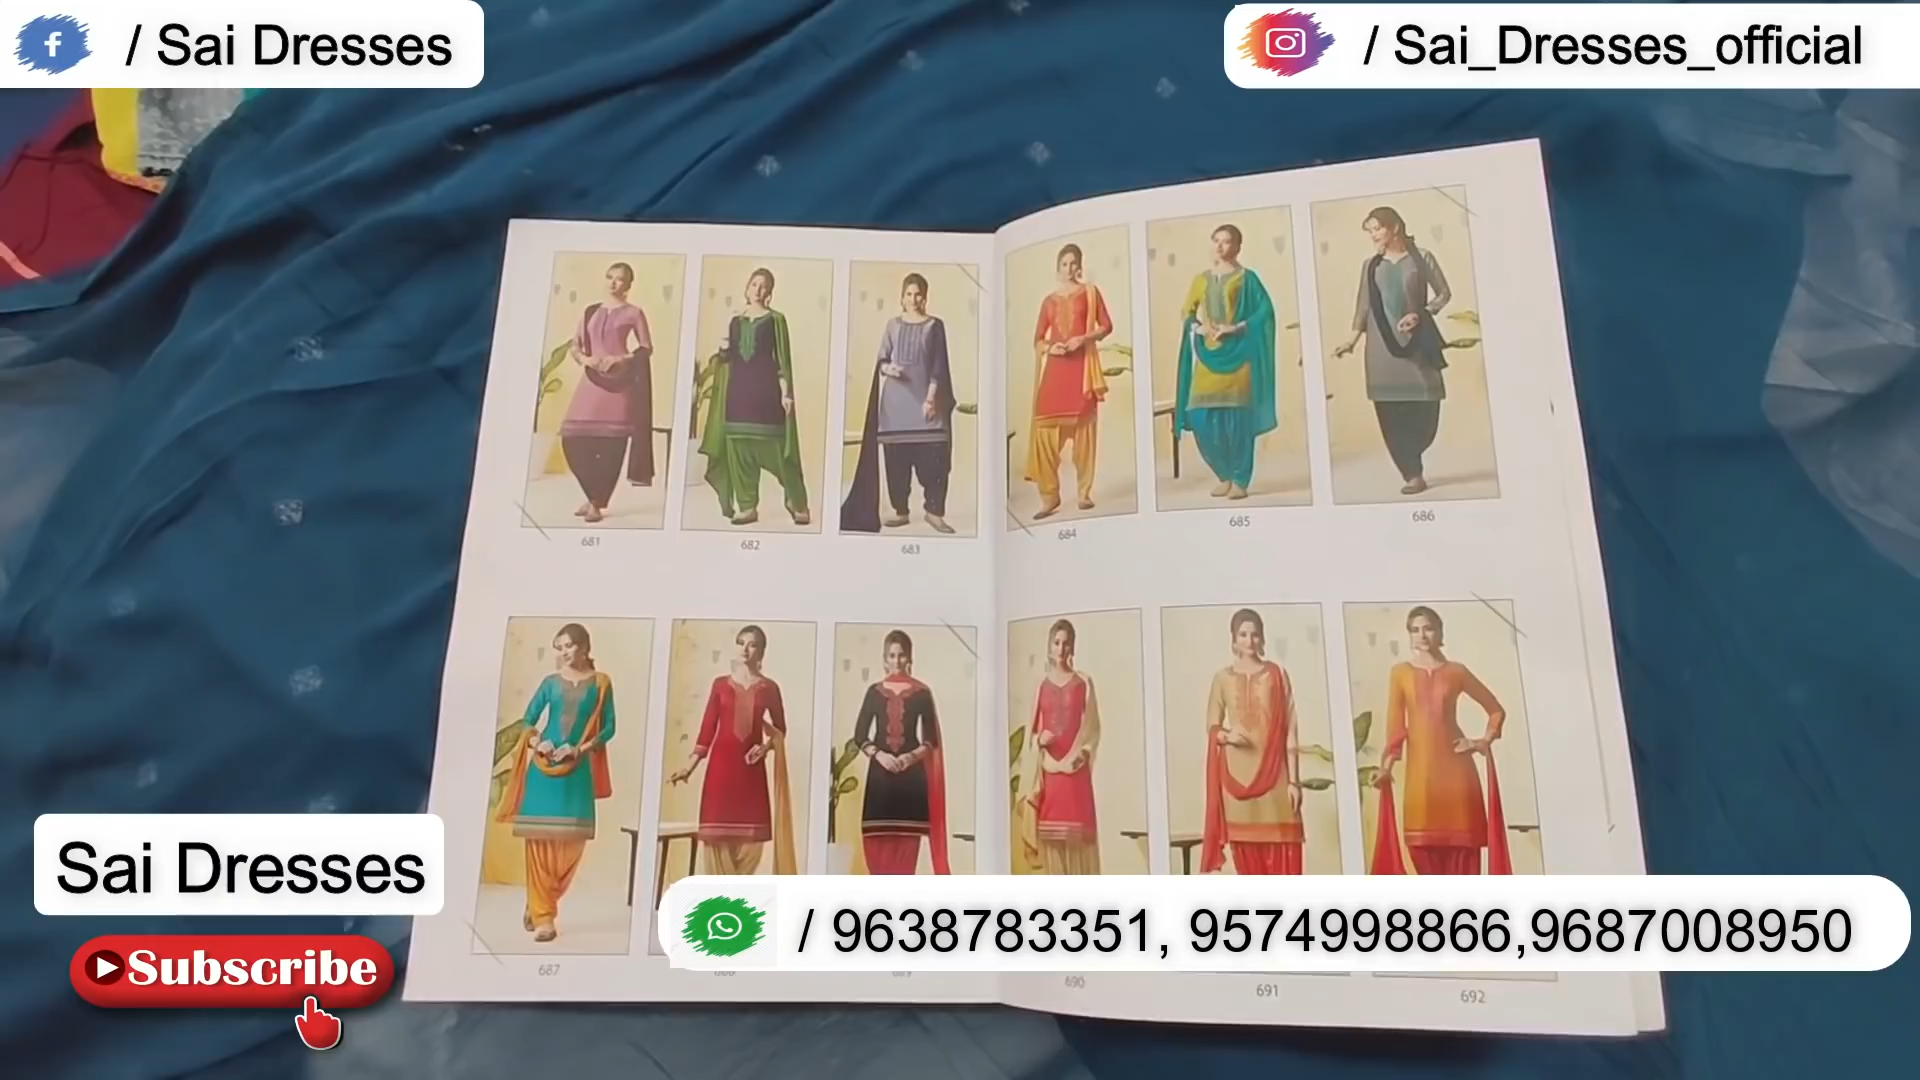 / Sai Dresses
/ Sai_Dresses_official
681
682
683
684
685
686
687
690
691
692
Sai Dresses
/ 9638783351, 9574998866,9687008950
Subscribe